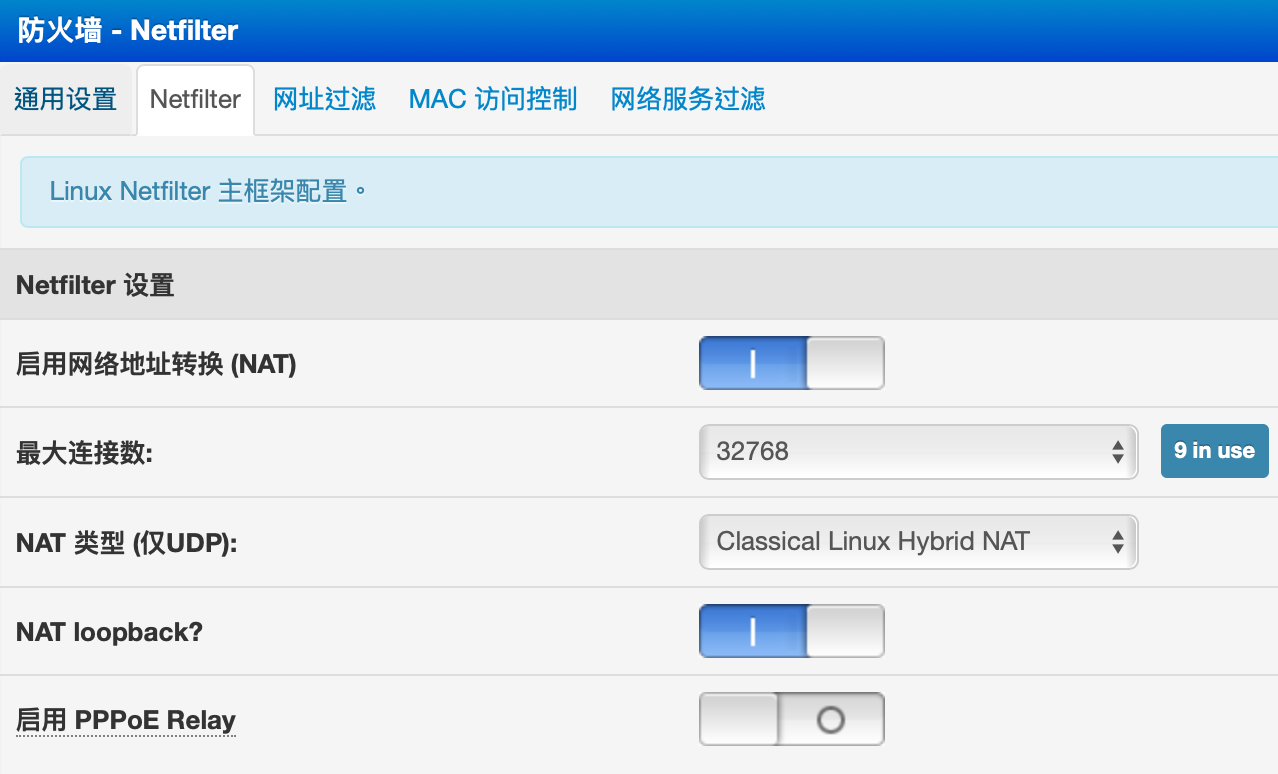 防火墙 - Netfilter
通用设置 Netfilter 网址过滤 MAC 访问控制 网络服务过滤
Linux Netfilter 主框架配置。
Netfilter 设置
启用网络地址转换 (NAT)
最大连接数: 32768 9 in use
NAT 类型 (仅UDP): Classical Linux Hybrid NAT
NAT loopback?
启用 PPPoE Relay